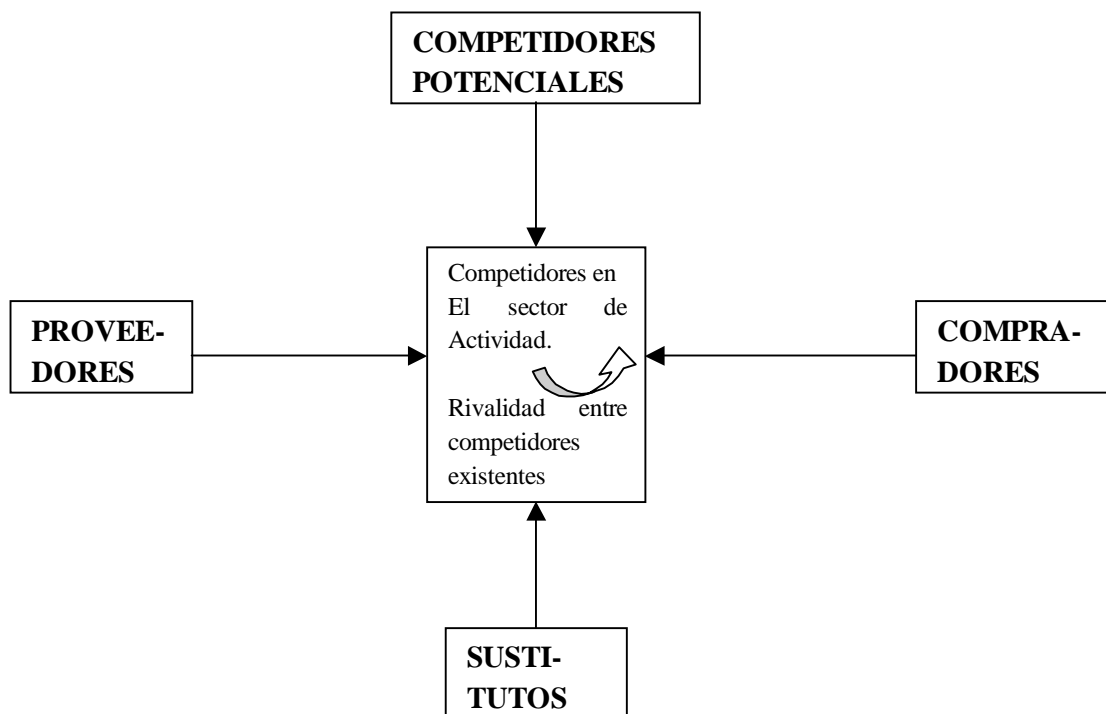 COMPETIDORES
POTENCIALES
Competidores en
El sector de
Actividad.
Rivalidad entre
competidores
existentes
PROVEE-
DORES
COMPRA-
DORES
SUSTI-
TUTOS